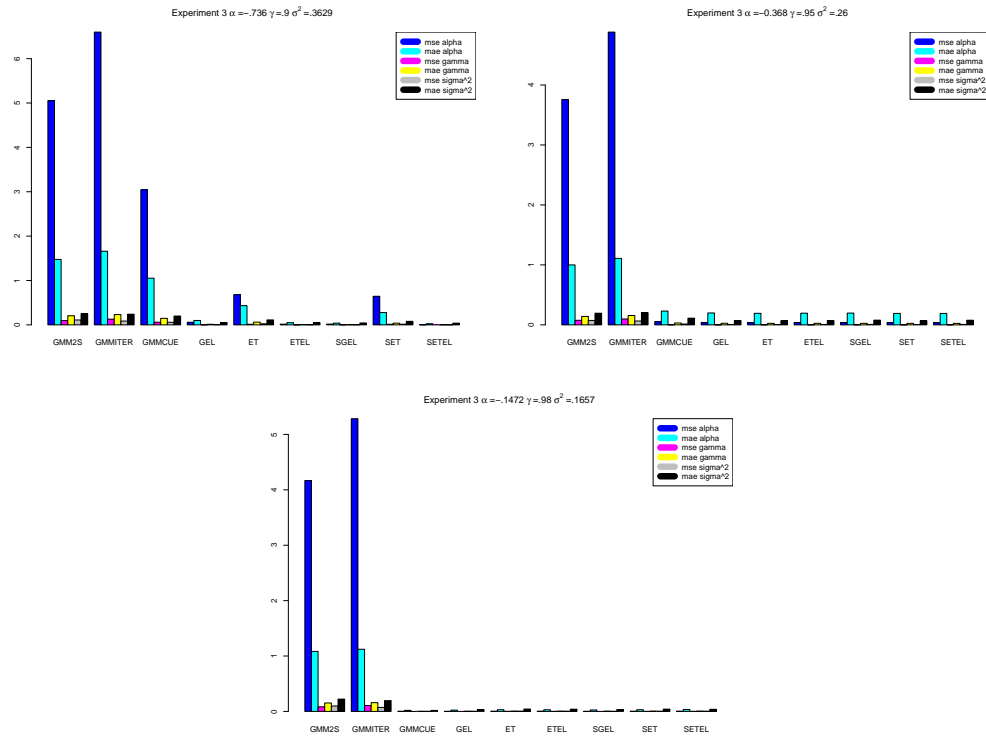 Experiment 3 α =−.736 γ =.9 σ² =.3629
mse alpha
mae alpha
mse gamma
mae gamma
mse sigma^2
mae sigma^2
6
5
4
3
2
1
0
GMM2S GMMITER GMMCUE GEL ET ETEL SGEL SET SETEL
Experiment 3 α =−0.368 γ =.95 σ² =.26
mse alpha
mae alpha
mse gamma
mae gamma
mse sigma^2
mae sigma^2
4
3
2
1
0
GMM2S GMMITER GMMCUE GEL ET ETEL SGEL SET SETEL
Experiment 3 α =−.1472 γ =.98 σ² =.1657
mse alpha
mae alpha
mse gamma
mae gamma
mse sigma^2
mae sigma^2
5
4
3
2
1
0
GMM2S GMMITER GMMCUE GEL ET ETEL SGEL SET SETEL